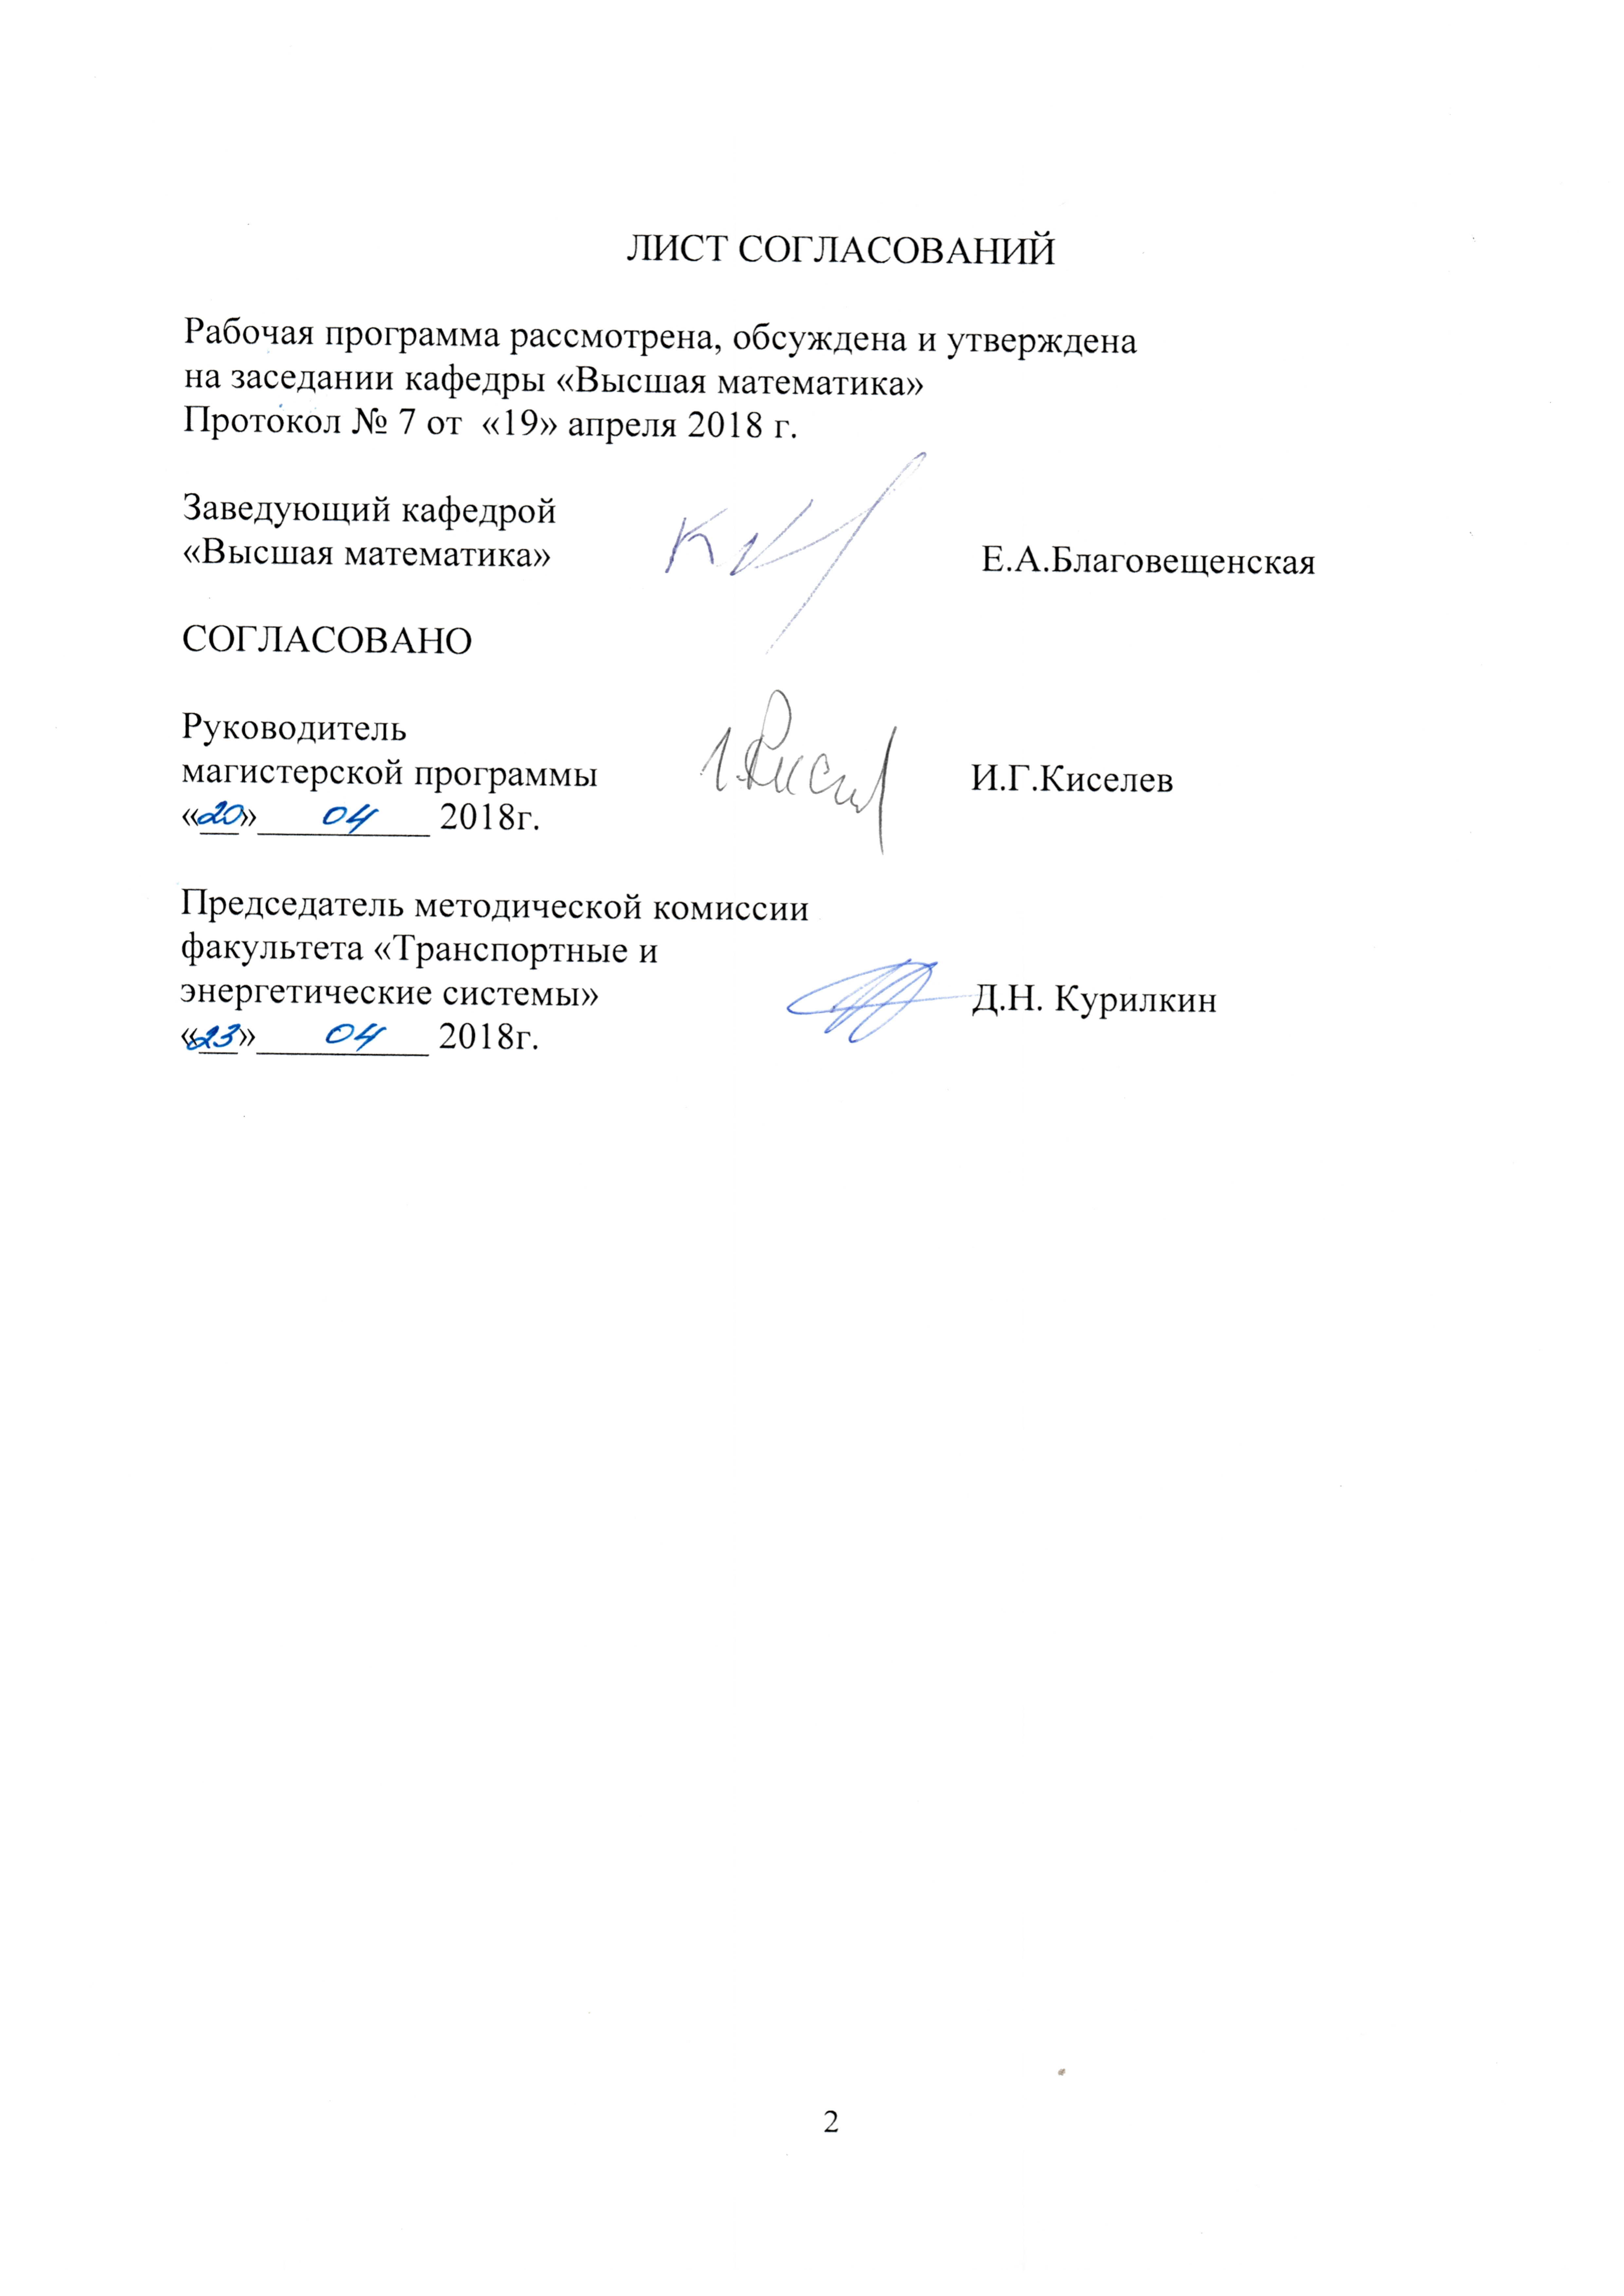 ЛИСТ СОГЛАСОВАНИЙ
Рабочая программа рассмотрена, обсуждена и утверждена
на заседании кафедры «Высшая математика»
Протокол № 7 от «19» апреля 2018 г.
Заведующий кафедрой
«Высшая математика» Е.А.Благовещенская
СОГЛАСОВАНО
Руководитель
магистерской программы И.Г.Киселев
«20» 04 2018г.
Председатель методической комиссии
факультета «Транспортные и
энергетические системы» Д.Н. Курилкин
«23» 04 2018г.
2